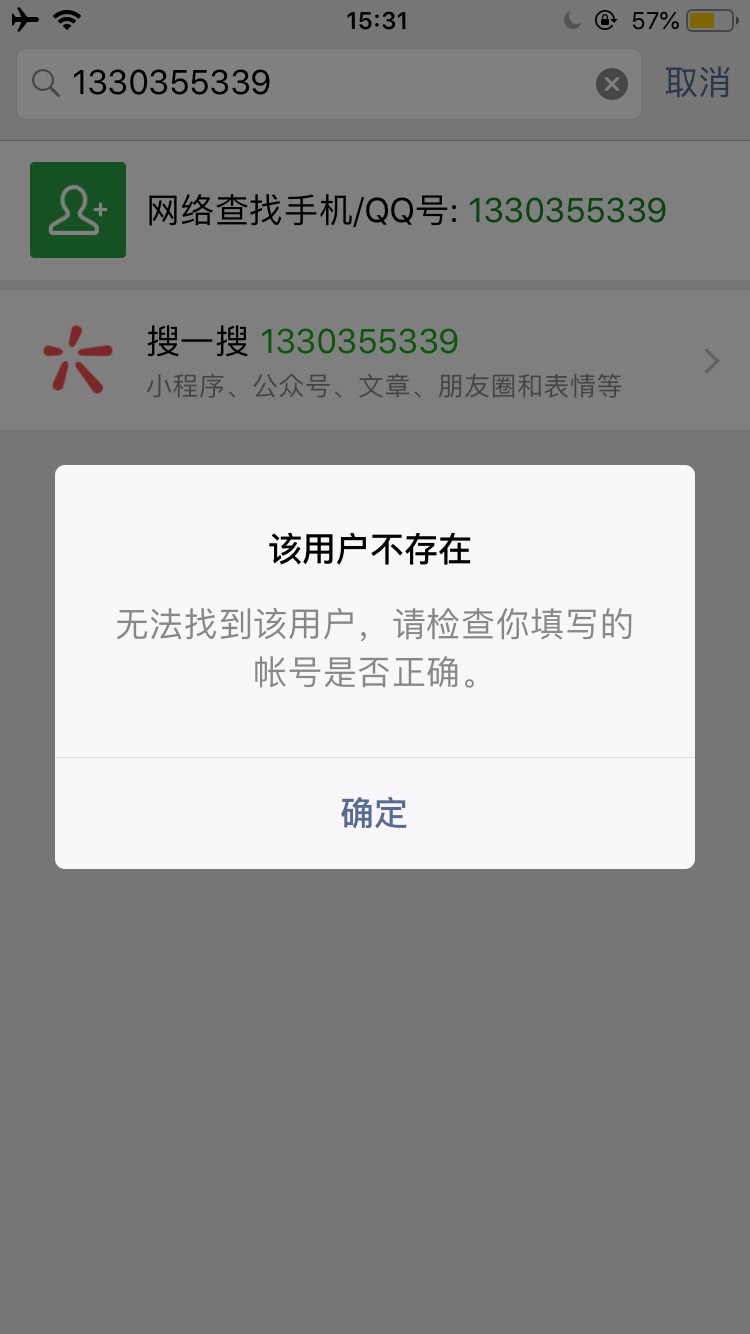 15:31
57%
1330355339
取消
网络查找手机/QQ号: 1330355339
搜一搜 1330355339
小程序、公众号、文章、朋友圈和表情等
该用户不存在
无法找到该用户，请检查你填写的
帐号是否正确。
确定